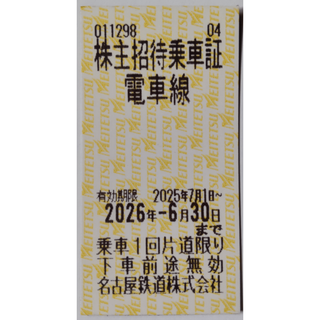 011298 04
株主招待乗車証
電車線
有効期限 2025年7月1日~
2026年-6月30日
まで
乗車1回片道限り
下車前途無効
名古屋鉄道株式会社